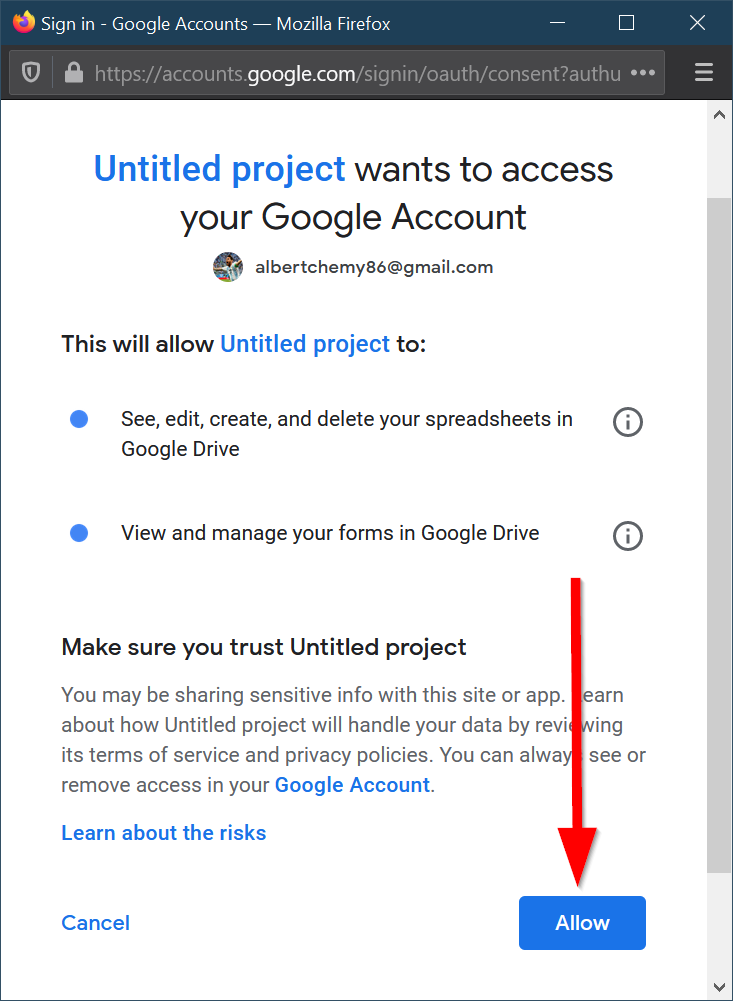 Sign in - Google Accounts — Mozilla Firefox
https://accounts.google.com/signin/oauth/consent?authu
Untitled project wants to access
your Google Account
albertchemy86@gmail.com
This will allow Untitled project to:
See, edit, create, and delete your spreadsheets in
Google Drive
View and manage your forms in Google Drive
Make sure you trust Untitled project
You may be sharing sensitive info with this site or app. Learn
about how Untitled project will handle your data by reviewing
its terms of service and privacy policies. You can always see or
remove access in your Google Account.
Learn about the risks
Cancel
Allow